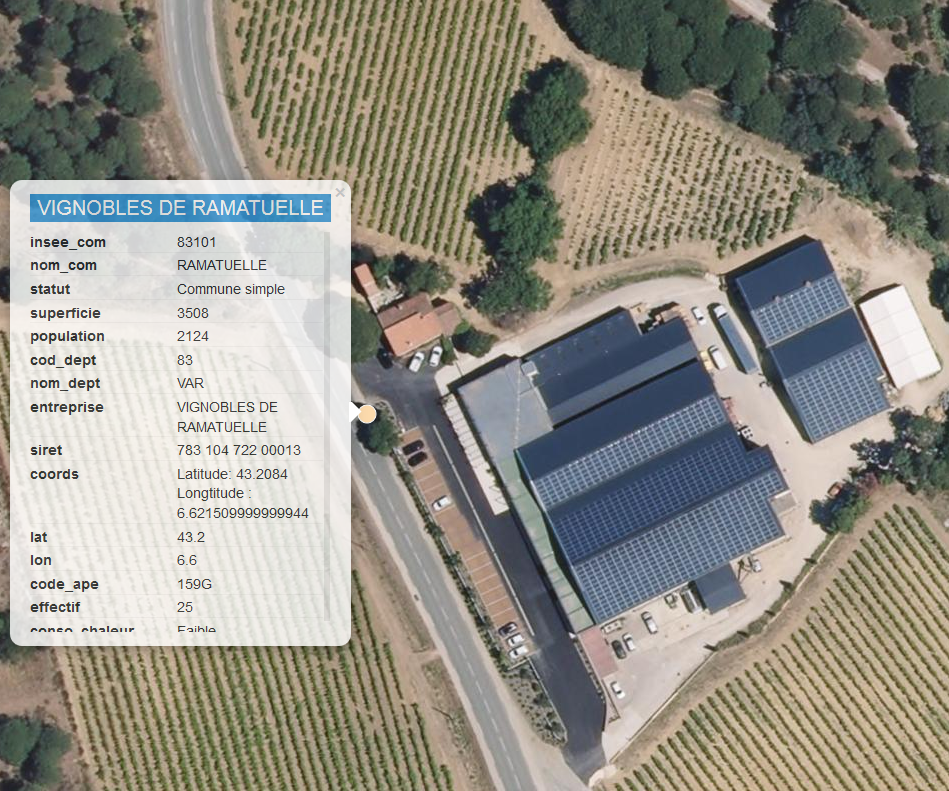 VIGNOBLES DE RAMATUELLE
×
insee_com 83101
nom_com RAMATUELLE
statut Commune simple
superficie 3508
population 2124
cod_dept 83
nom_dept VAR
entreprise VIGNOBLES DE
RAMATUELLE
siret 783 104 722 00013
coords Latitude: 43.2084
Longtitude :
6.621509999999944
lat 43.2
lon 6.6
code_ape 159G
effectif 25
conso_chaleur Faible